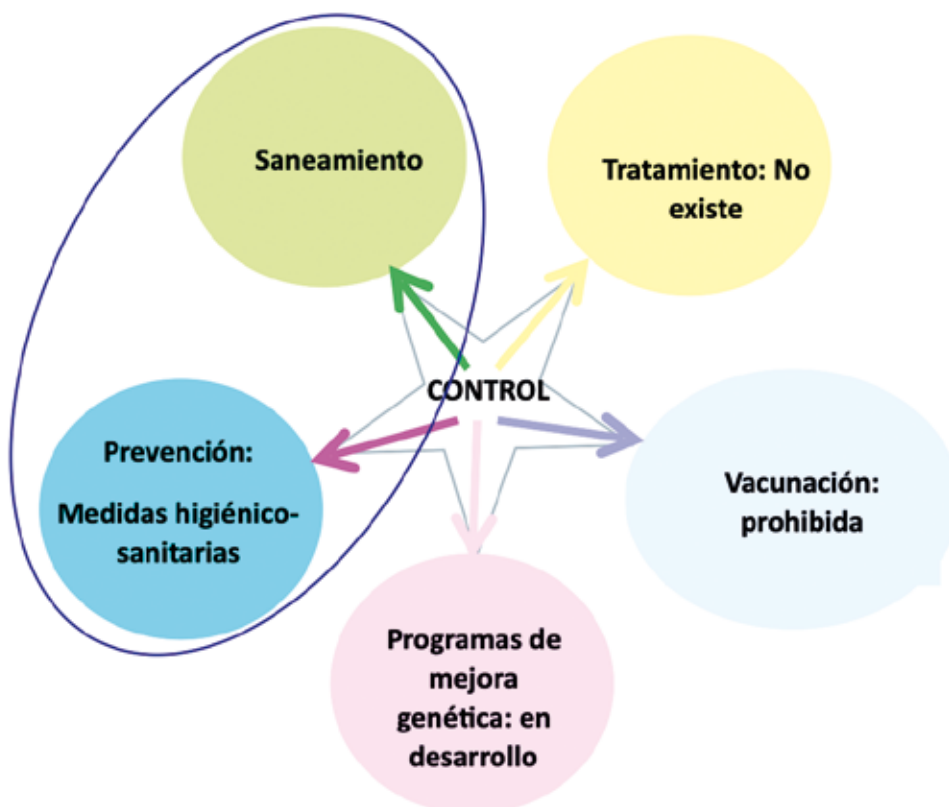 Saneamiento
Tratamiento: No
existe
CONTROL
Prevención:
Medidas higiénico-
sanitarias
Vacunación:
prohibida
Programas de
mejora
genética: en
desarrollo